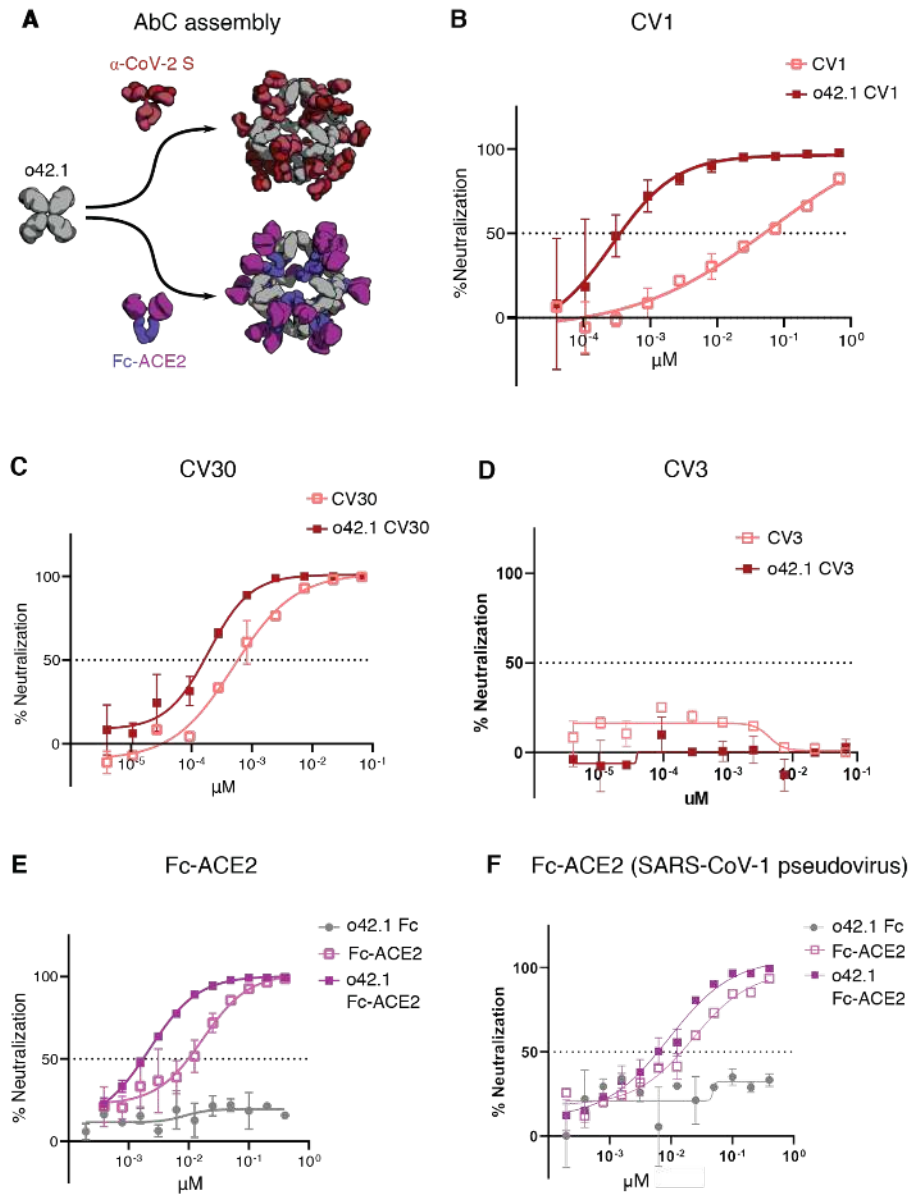 A
AbC assembly
α-CoV-2 S
o42.1
Fc-ACE2
B
CV1
CV1
o42.1 CV1
100
50
0
%Neutralization
10-4
10-3
10-2
10-1
100
μM
C
CV30
CV30
o42.1 CV30
100
50
0
% Neutralization
10-5
10-4
10-3
10-2
10-1
μM
D
CV3
CV3
o42.1 CV3
100
50
0
% Neutralization
10-5
10-4
10-3
10-2
10-1
uM
E
Fc-ACE2
o42.1 Fc
Fc-ACE2
o42.1
Fc-ACE2
100
50
0
% Neutralization
10-3
10-2
10-1
100
μM
F
Fc-ACE2 (SARS-CoV-1 pseudovirus)
o42.1 Fc
Fc-ACE2
o42.1
Fc-ACE2
100
50
0
% Neutralization
10-3
10-2
10-1
100
μM